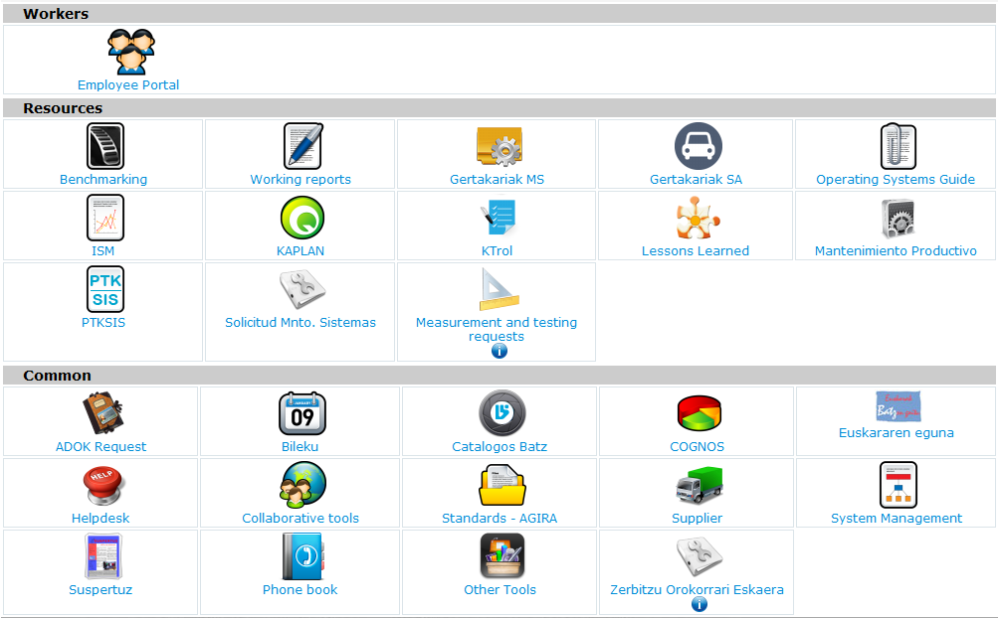 Workers
Employee Portal
Resources
Benchmarking
Working reports
Gertakariak MS
Gertakariak SA
Operating Systems Guide
ISM
KAPLAN
KTrol
Lessons Learned
Mantenimiento Productivo
PTK
SIS
PTKSIS
Solicitud Mnto. Sistemas
Measurement and testing
requests
i
Common
ADOK Request
JANUARY
09
Bileku
Catalogos Batz
COGNOS
Euskararen eguna
HELP
Helpdesk
Collaborative tools
Standards - AGIRA
Supplier
System Management
Suspertuz
Phone book
Other Tools
Zerbitzu Orokorrari Eskaera
i